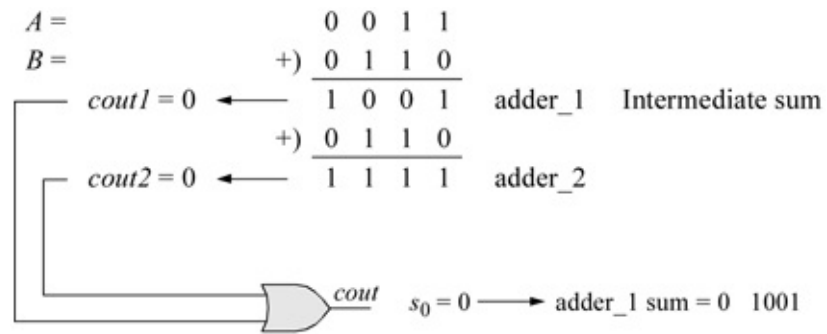 A = 0 0 1 1
B = +) 0 1 1 0
cout1 = 0 1 0 0 1 adder_1 Intermediate sum
+) 0 1 1 0
cout2 = 0 1 1 1 1 adder_2
cout s0 = 0 adder_1 sum = 0 1001